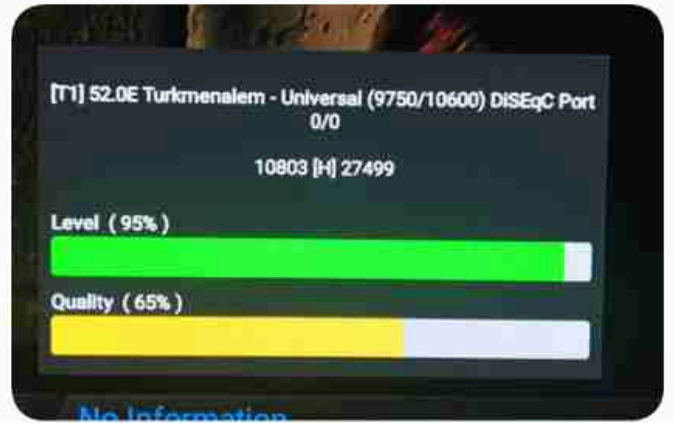 [T1] 52.0E Turkmenalem - Universal (9750/10600) DiSEqC Port
0/0
10803 [H] 27499
Level ( 95% )
Quality ( 65% )
No Information